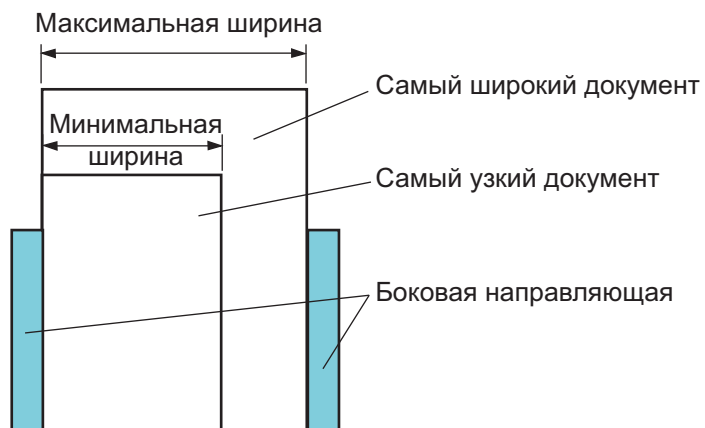 Максимальная ширина
Самый широкий документ
Минимальная
ширина
Самый узкий документ
Боковая направляющая